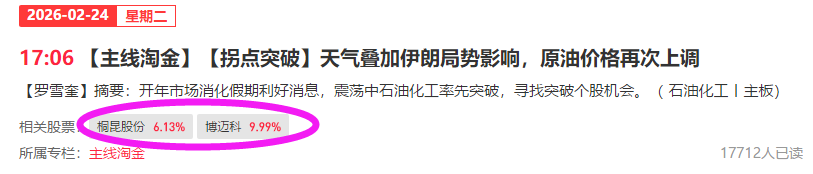 2026-02-24 星期二
17:06 【主线淘金】【拐点突破】天气叠加伊朗局势影响，原油价格再次上调
【罗雪奎】摘要：开年市场消化假期利好消息，震荡中石油化工率先突破，寻找突破个股机会。（石油化工丨主板）
相关股票： 桐昆股份 6.13% 博迈科 9.99%
所属专栏：主线淘金 17712人已读